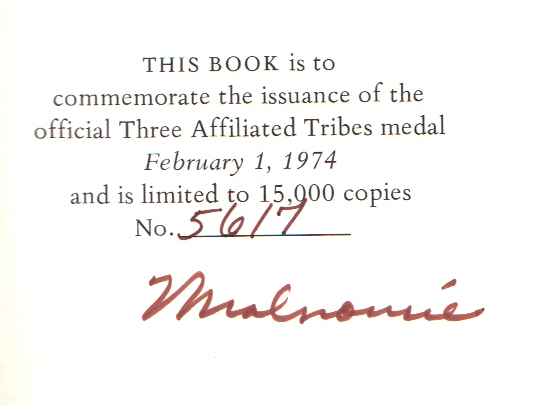 THIS BOOK is to
commemorate the issuance of the
official Three Affiliated Tribes medal
February 1, 1974
and is limited to 15,000 copies
No. 5617